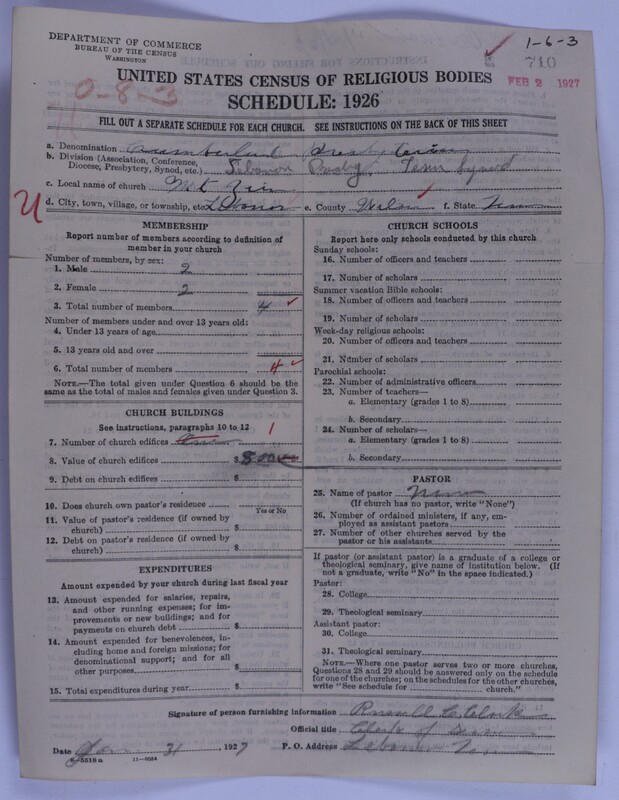 DEPARTMENT OF COMMERCE
BUREAU OF THE CENSUS
WASHINGTON
1-6-3
710
FEB 2 1927
0-8-3
UNITED STATES CENSUS OF RELIGIOUS BODIES
SCHEDULE: 1926
FILL OUT A SEPARATE SCHEDULE FOR EACH CHURCH. SEE INSTRUCTIONS ON THE BACK OF THIS SHEET
a. Denomination Cumberland Presbyterian
b. Division (Association, Conference, Diocese, Presbytery, Synod, etc.) Lebanon Presby. Tenn Synod
c. Local name of church Mt Zion
d. City, town, village, or township, etc. Lebanon e. County Wilson f. State Tenn
MEMBERSHIP
Report number of members according to definition of member in your church
Number of members, by sex:
1. Male 2
2. Female 2
3. Total number of members 4
Number of members under and over 13 years old:
4. Under 13 years of age
5. 13 years old and over
6. Total number of members 4
NOTE.—The total given under Question 6 should be the same as the total of males and females given under Question 3.
CHURCH BUILDINGS
See instructions, paragraphs 10 to 12
7. Number of church edifices One 1
8. Value of church edifices $ 800
9. Debt on church edifices $
10. Does church own pastor's residence
Yes or No
11. Value of pastor's residence (if owned by church) $
12. Debt on pastor's residence (if owned by church) $
EXPENDITURES
Amount expended by your church during last fiscal year
13. Amount expended for salaries, repairs, and other running expenses; for improvements or new buildings; and for payments on church debt $
14. Amount expended for benevolences, including home and foreign missions; for denominational support; and for all other purposes $
15. Total expenditures during year $
CHURCH SCHOOLS
Report here only schools conducted by this church
Sunday schools:
16. Number of officers and teachers
17. Number of scholars
Summer vacation Bible schools:
18. Number of officers and teachers
19. Number of scholars
Week-day religious schools:
20. Number of officers and teachers
21. Number of scholars
Parochial schools:
22. Number of administrative officers
23. Number of teachers—
a. Elementary (grades 1 to 8)
b. Secondary
24. Number of scholars—
a. Elementary (grades 1 to 8)
b. Secondary
PASTOR
25. Name of pastor None
(If church has no pastor, write "None")
26. Number of ordained ministers, if any, employed as assistant pastors
27. Number of other churches served by the pastor or his assistants
If pastor (or assistant pastor) is a graduate of a college or theological seminary, give name of institution below. (If not a graduate, write "No" in the space indicated.)
Pastor:
28. College
29. Theological seminary
Assistant pastor:
30. College
31. Theological seminary
NOTE.—Where one pastor serves two or more churches, Questions 28 and 29 should be answered only on the schedule for one of the churches; on the schedules for the other churches, write "See schedule for church."
Signature of person furnishing information Russell C. Clark
Official title Clerk of
Date Jan 31 1927 P. O. Address Lebanon Tenn
8-5518 a